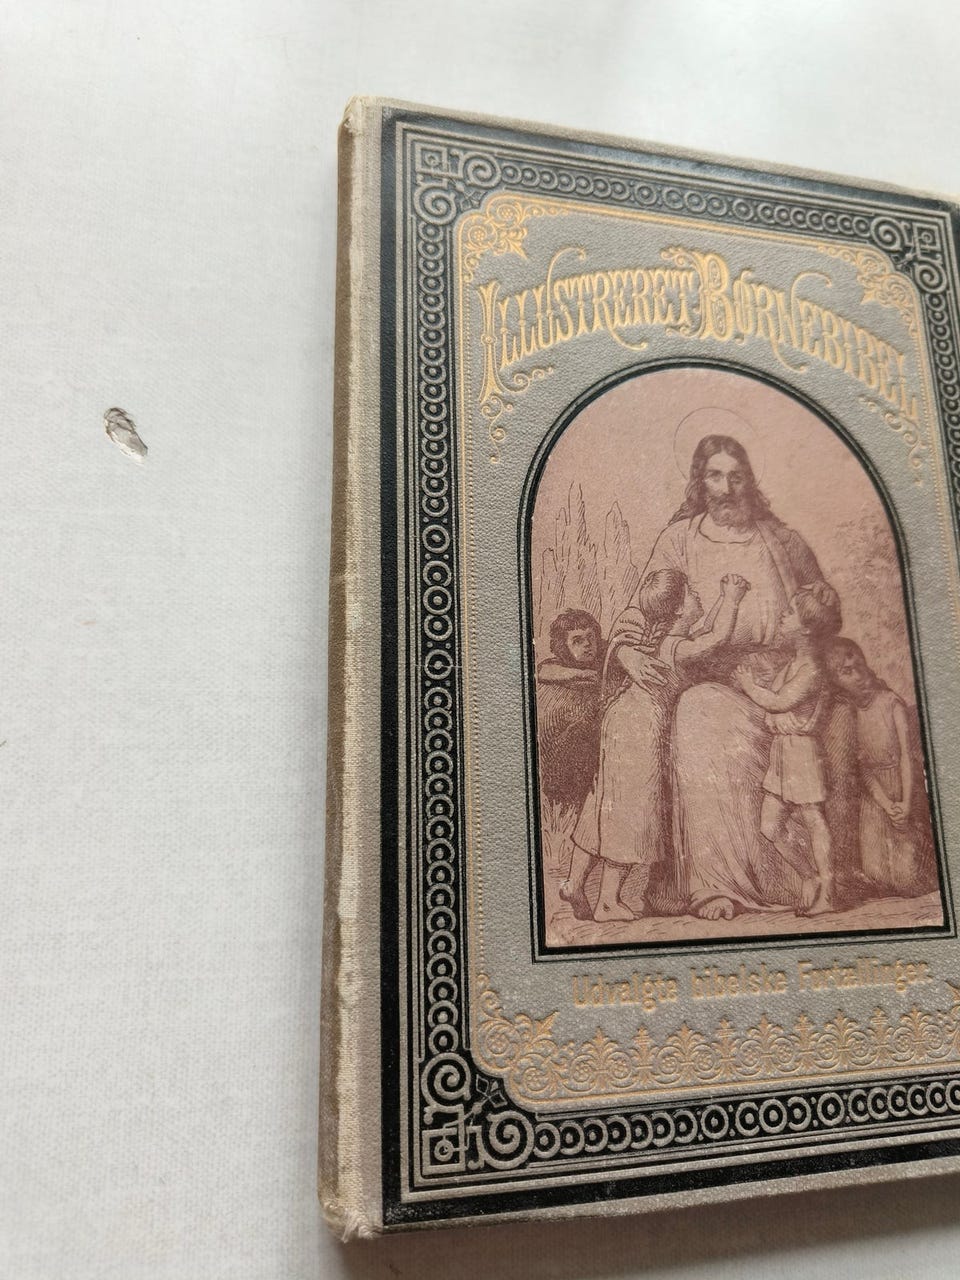 ILLUSTRERET BØRNEBIBEL
Udvalgte bibelske Fortællinger.